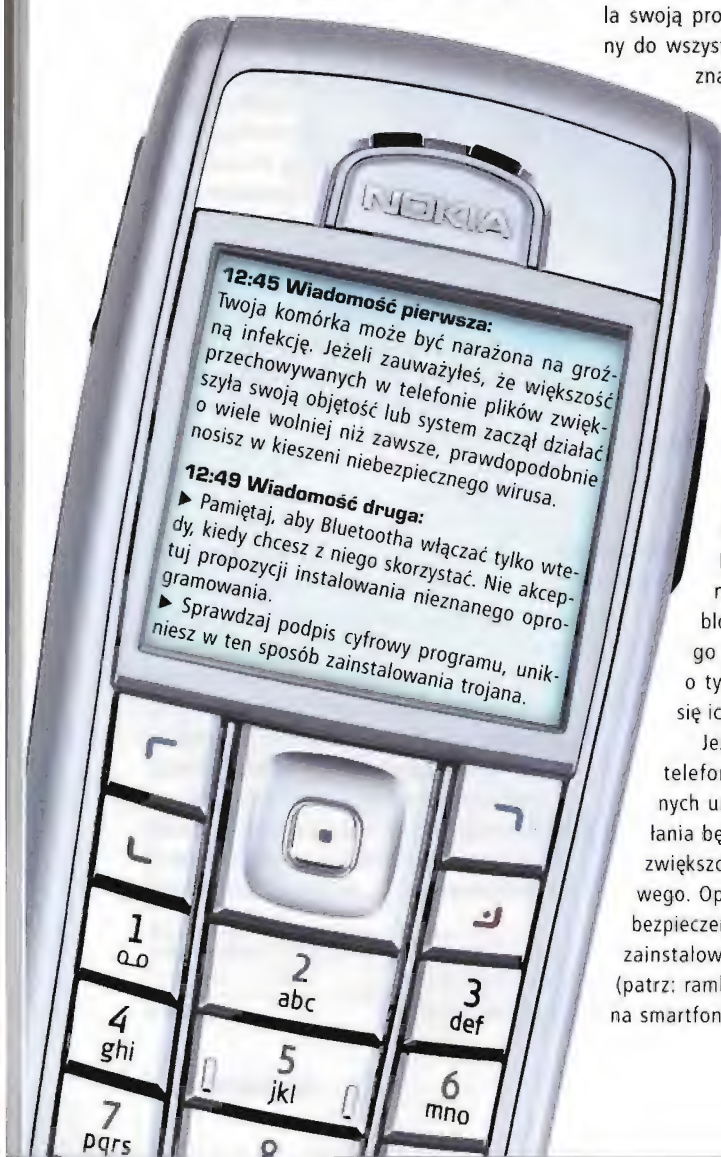 la swoją pro
ny do wszys
zna
NOKIA
12:45 Wiadomość pierwsza:
Twoja komórka może być narażona na groź-
ną infekcję. Jeżeli zauważyłeś, że większość
przechowywanych w telefonie plików zwięk-
szyła swoją objętość lub system zaczął działać
o wiele wolniej niż zawsze, prawdopodobnie
nosisz w kieszeni niebezpiecznego wirusa.
12:49 Wiadomość druga:
▶ Pamiętaj, aby Bluetootha włączać tylko wte-
dy, kiedy chcesz z niego skorzystać. Nie akcep-
tuj propozycji instalowania nieznanego opro-
gramowania.
▶ Sprawdzaj podpis cyfrowy programu, unik-
niesz w ten sposób zainstalowania trojana.
blo
go
o ty
się ic
Je
telefon
nych u
łania bę
zwiększo
wego. Op
bezpiecze
zainstalow
(patrz: ram
na smartfon
1
2
abc
3
def
4
ghi
5
jkl
6
mno
7
pqrs
8